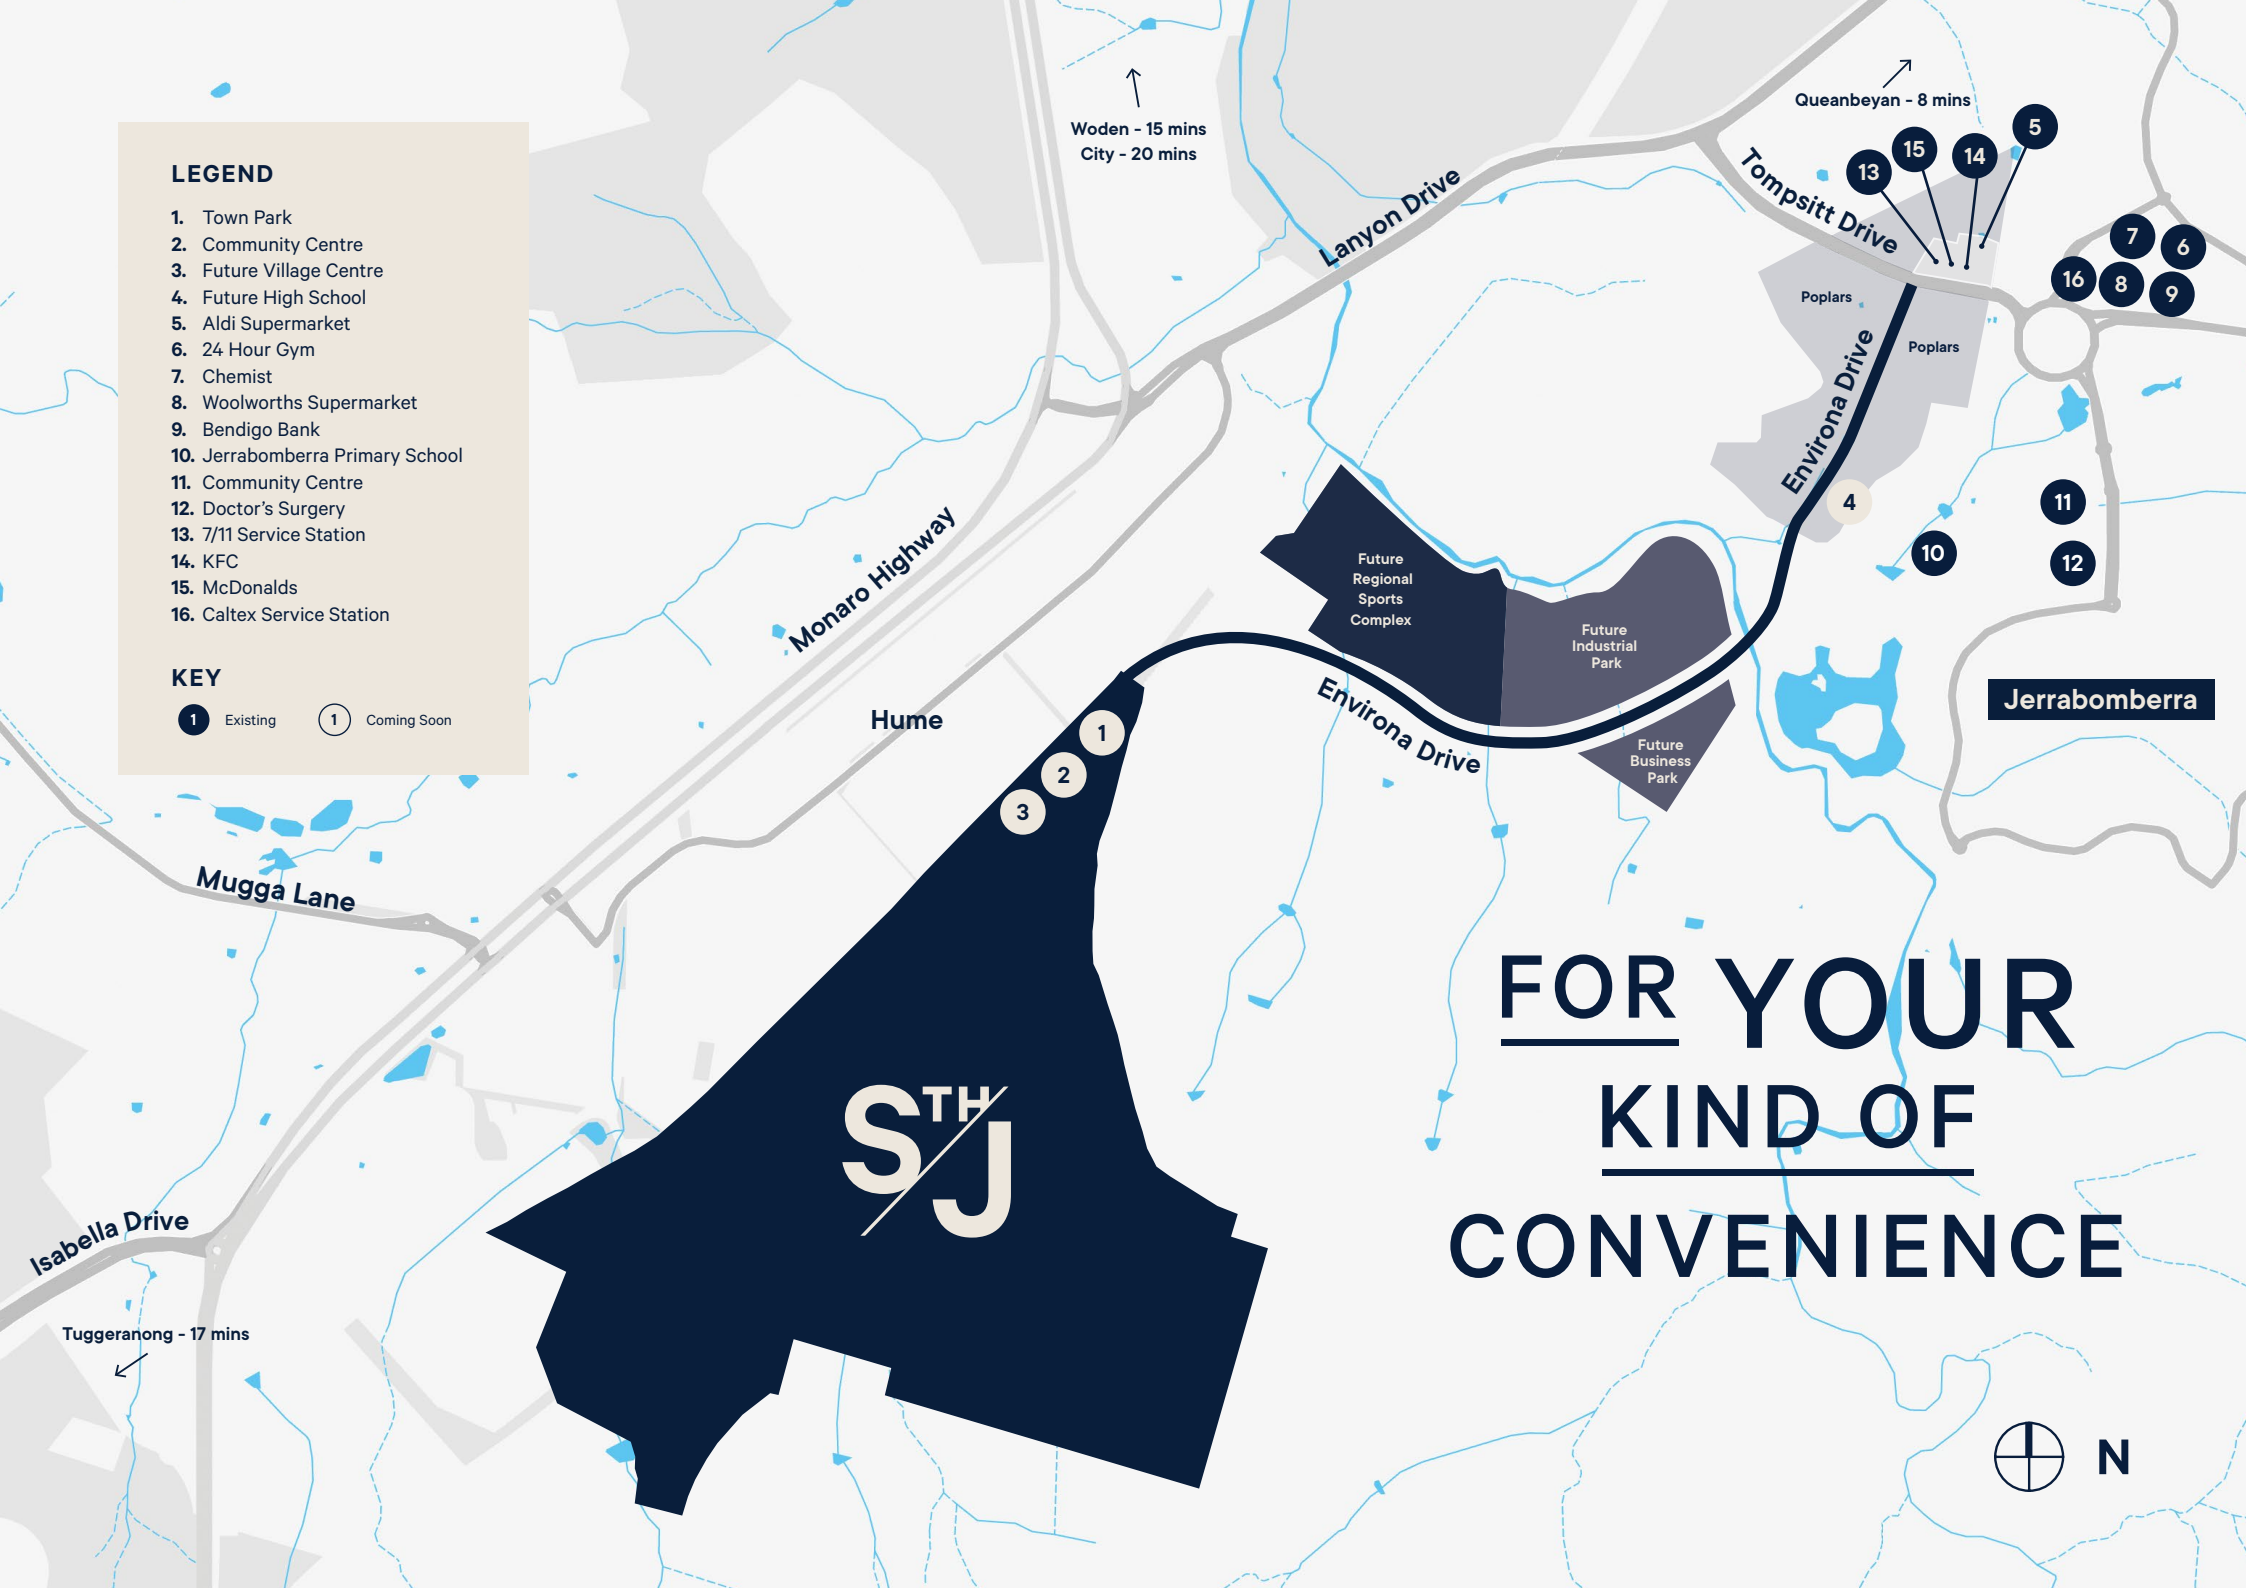 LEGEND
1. Town Park
2. Community Centre
3. Future Village Centre
4. Future High School
5. Aldi Supermarket
6. 24 Hour Gym
7. Chemist
8. Woolworths Supermarket
9. Bendigo Bank
10. Jerrabomberra Primary School
11. Community Centre
12. Doctor's Surgery
13. 7/11 Service Station
14. KFC
15. McDonalds
16. Caltex Service Station
KEY
1 Existing
1 Coming Soon
Woden - 15 mins
City - 20 mins
Queanbeyan - 8 mins
5
15
14
13
Tompsitt Drive
Lanyon Drive
7
6
16
8
9
Poplars
Poplars
Environa Drive
4
11
10
12
Monaro Highway
Future
Regional
Sports
Complex
Future
Industrial
Park
Environa Drive
Future
Business
Park
Jerrabomberra
Hume
1
2
3
Mugga Lane
STH
J
FOR YOUR
KIND OF
CONVENIENCE
Isabella Drive
Tuggeranong - 17 mins
N